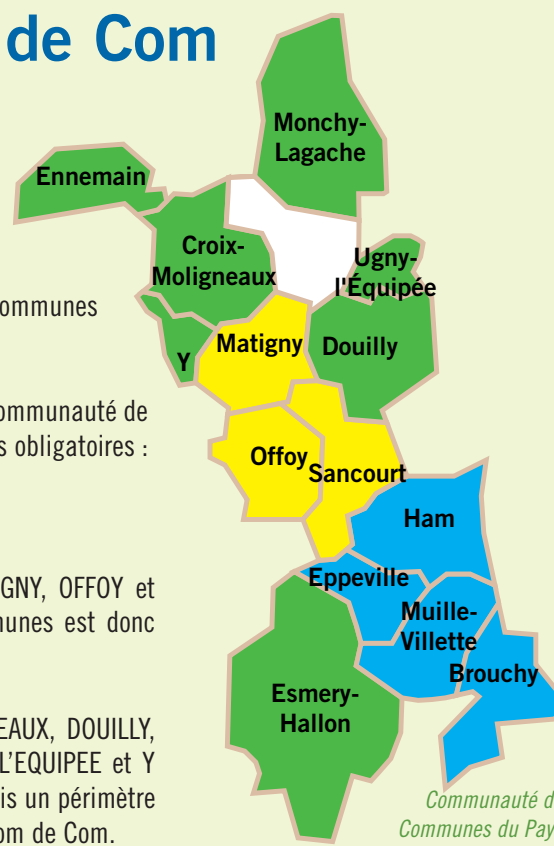 de Com
Monchy-
Lagache
Ennemain
Croix-
Moligneaux
Ugny-
l'Équipée
communes
Matigny
Douilly
Y
ommunauté de
s obligatoires :
Offoy
Sancourt
Ham
GNY, OFFOY et
munes est donc
Eppeville
Muille-
Villette
Brouchy
Esmery-
Hallon
EAUX, DOUILLY,
L'EQUIPEE et Y
is un périmètre
om de Com.
Communauté d
Communes du Pay